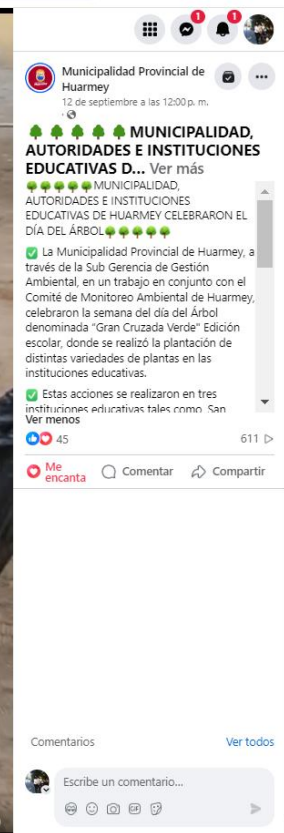 1
1
Municipalidad Provincial de
Huarmey
12 de septiembre a las 12:00 p. m.
·
🌲🌲🌲🌲🌲MUNICIPALIDAD,
AUTORIDADES E INSTITUCIONES
EDUCATIVAS D... Ver más
🌳🌳🌳🌳🌳MUNICIPALIDAD,
AUTORIDADES E INSTITUCIONES
EDUCATIVAS DE HUARMEY CELEBRARON EL
DÍA DEL ÁRBOL🌳🌳🌳🌳🌳
✅ La Municipalidad Provincial de Huarmey, a
través de la Sub Gerencia de Gestión
Ambiental, en un trabajo en conjunto con el
Comité de Monitoreo Ambiental de Huarmey,
celebraron la semana del día del Árbol
denominada "Gran Cruzada Verde" Edición
escolar, donde se realizó la plantación de
distintas variedades de plantas en las
instituciones educativas.
✅ Estas acciones se realizaron en tres
instituciones educativas tales como, San
Ver menos
45 611
Me
encanta Comentar Compartir
Comentarios Ver todos
Escribe un comentario...
GIF